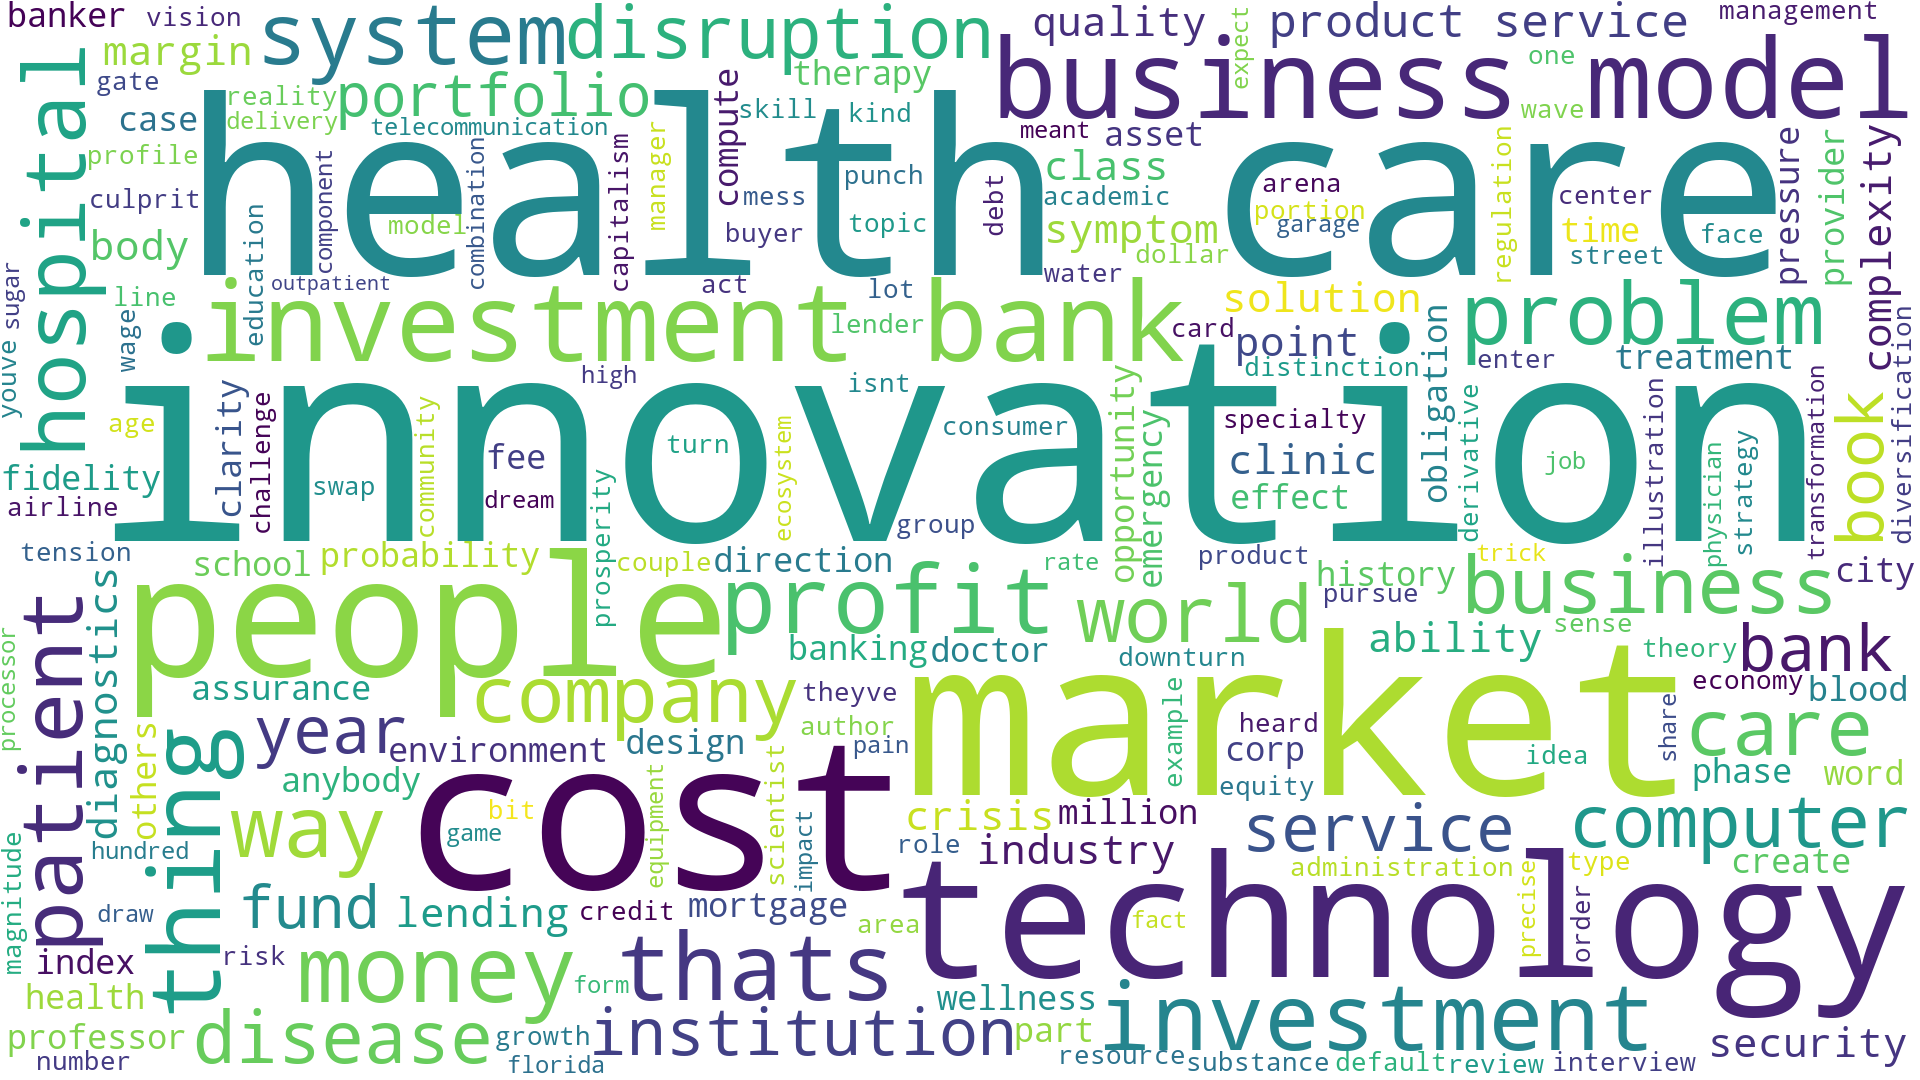 banker
vision
system
disruption
quality
product service
management
margin
gate
hospital
reality
portfolio
therapy
expect
business model
one
case
delivery
telecommunication
compute
skill
kind
meant
asset
wave
profile
health care
capitalism
manager
class
regulation
pressure
provider
complexity
culprit
component
model
combination
mess
punch
debt
academic
arena
portion
center
body
education
buyer
topic
symptom
garage
time
face
outpatient
act
water
dollar
street
youve sugar
line
wage
investment bank
lot
lender
card
solution
point
problem
innovation
high
isnt
distinction
obligation
enter
treatment
diversification
age
clarity
challenge
community
turn
ecosystem
consumer
opportunity
emergency
specialty
derivative
illustration
physician
strategy
transformation
book
fidelity
airline
swap
fee
dream
prosperity
group
clinic
effect
job
tension
school
probability
couple
direction
rate
product
trick
history
pursue
business
city
patient
diagnostics
people
profit
world
ability
sense
theory
bank
processor
assurance
banking
doctor
downturn
economy
blood
thing
year
environment
company
theyve
author
design
pain
market
example
heard
corp
equity
idea
share
care
phase
word
others
anybody
way
cost
bit
game
equipment
scientist
impact
crisis
million
role
industry
service
computer
administration
type
create
magnitude
hundred
draw
fund
lending
credit
mortgage
area
technology
fact
precise
order
index
risk
money
form
thats
health
wellness
investment
professor
disease
growth
institution
part
security
number
florida
resource
substance
default
review
interview